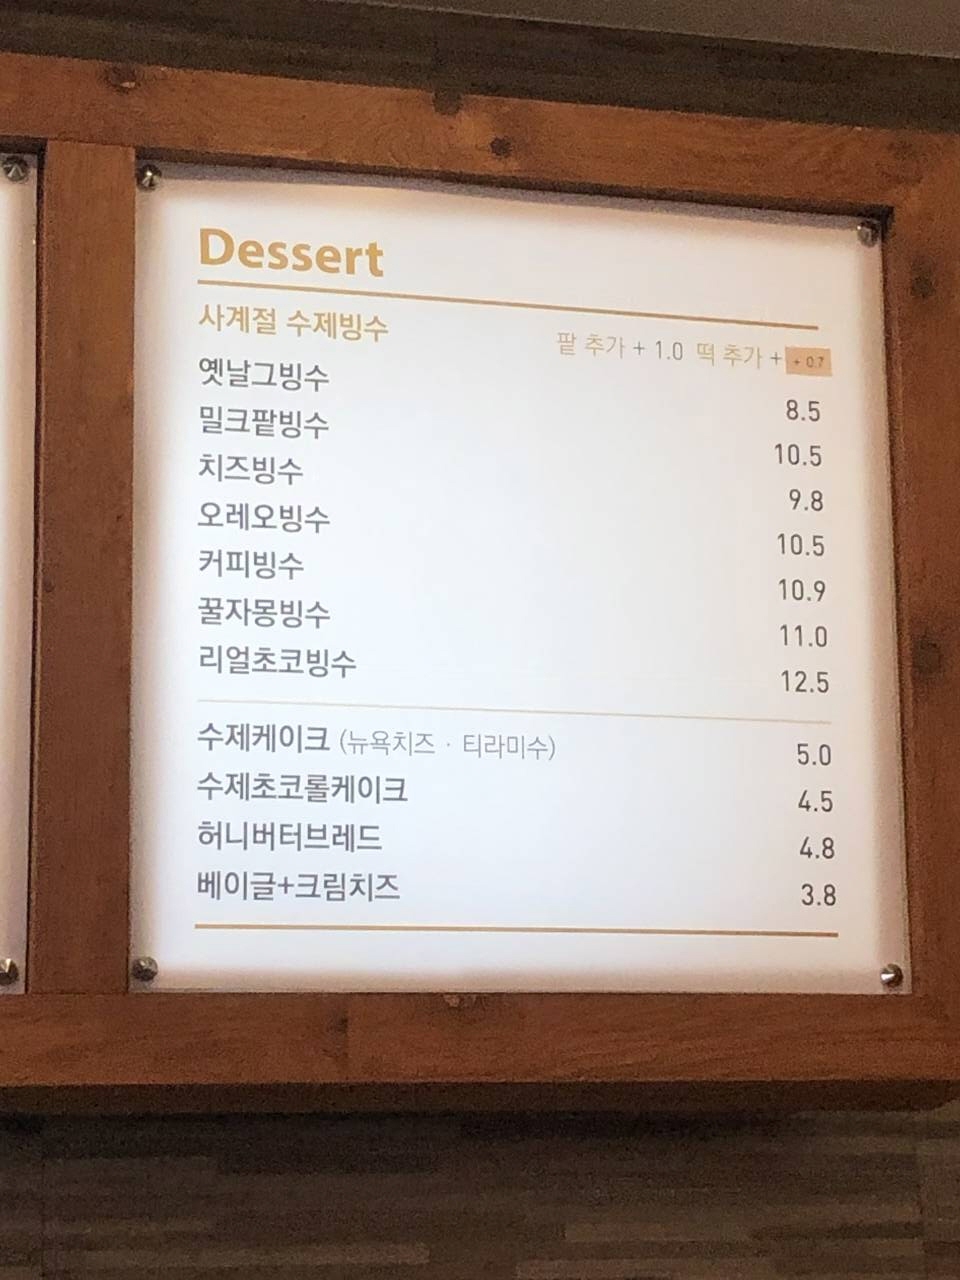 Dessert
사계절 수제빙수 팥 추가 + 1.0 떡 추가 + + 0.7
옛날그빙수 8.5
밀크팥빙수 10.5
치즈빙수 9.8
오레오빙수 10.5
커피빙수 10.9
꿀자몽빙수 11.0
리얼초코빙수 12.5
수제케이크 (뉴욕치즈 · 티라미수) 5.0
수제초코롤케이크 4.5
허니버터브레드 4.8
베이글+크림치즈 3.8